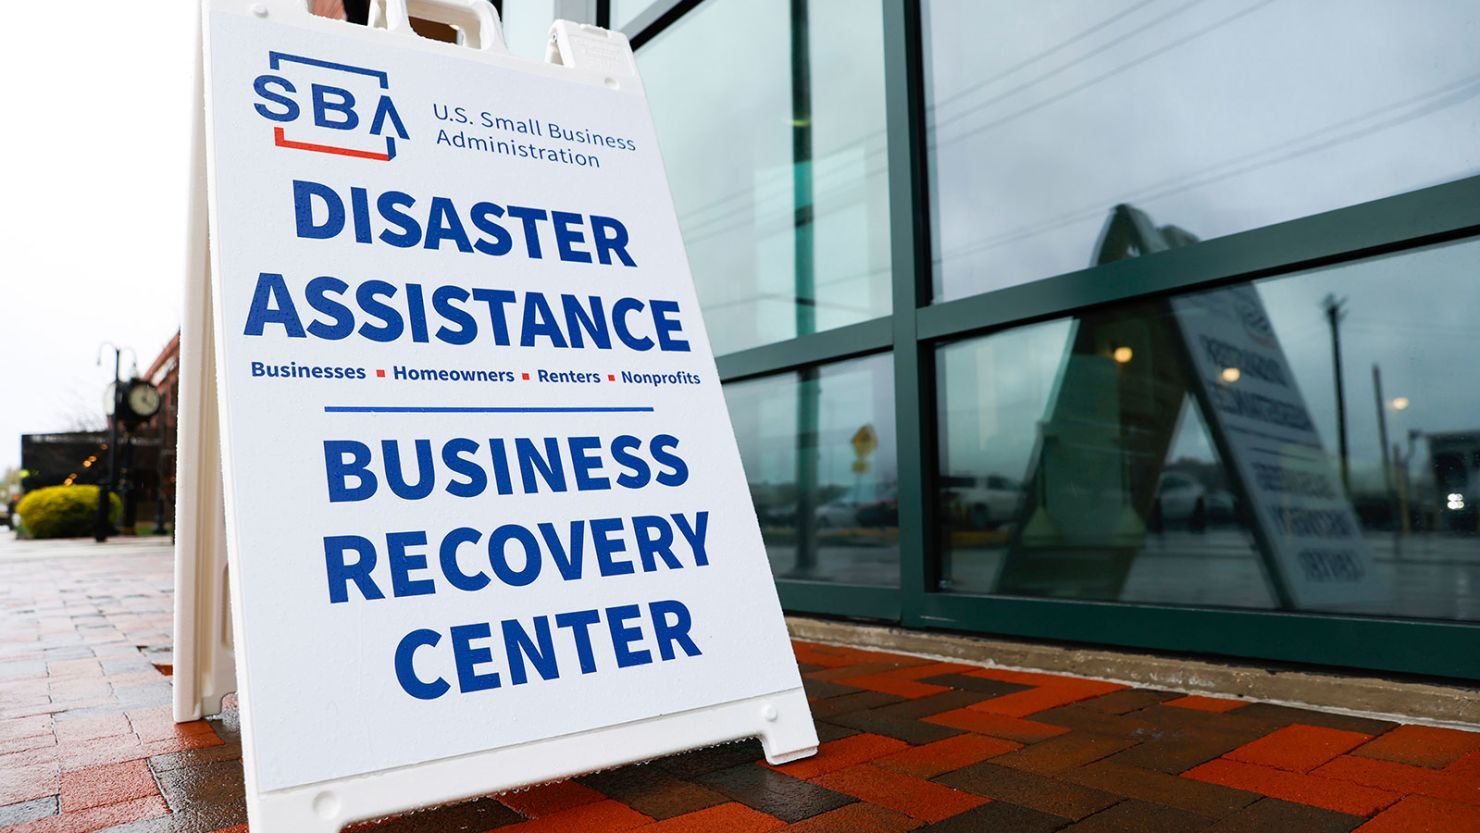 SBA
U.S. Small Business
Administration
DISASTER
ASSISTANCE
Businesses ▪ Homeowners ▪ Renters ▪ Nonprofits
BUSINESS
RECOVERY
CENTER